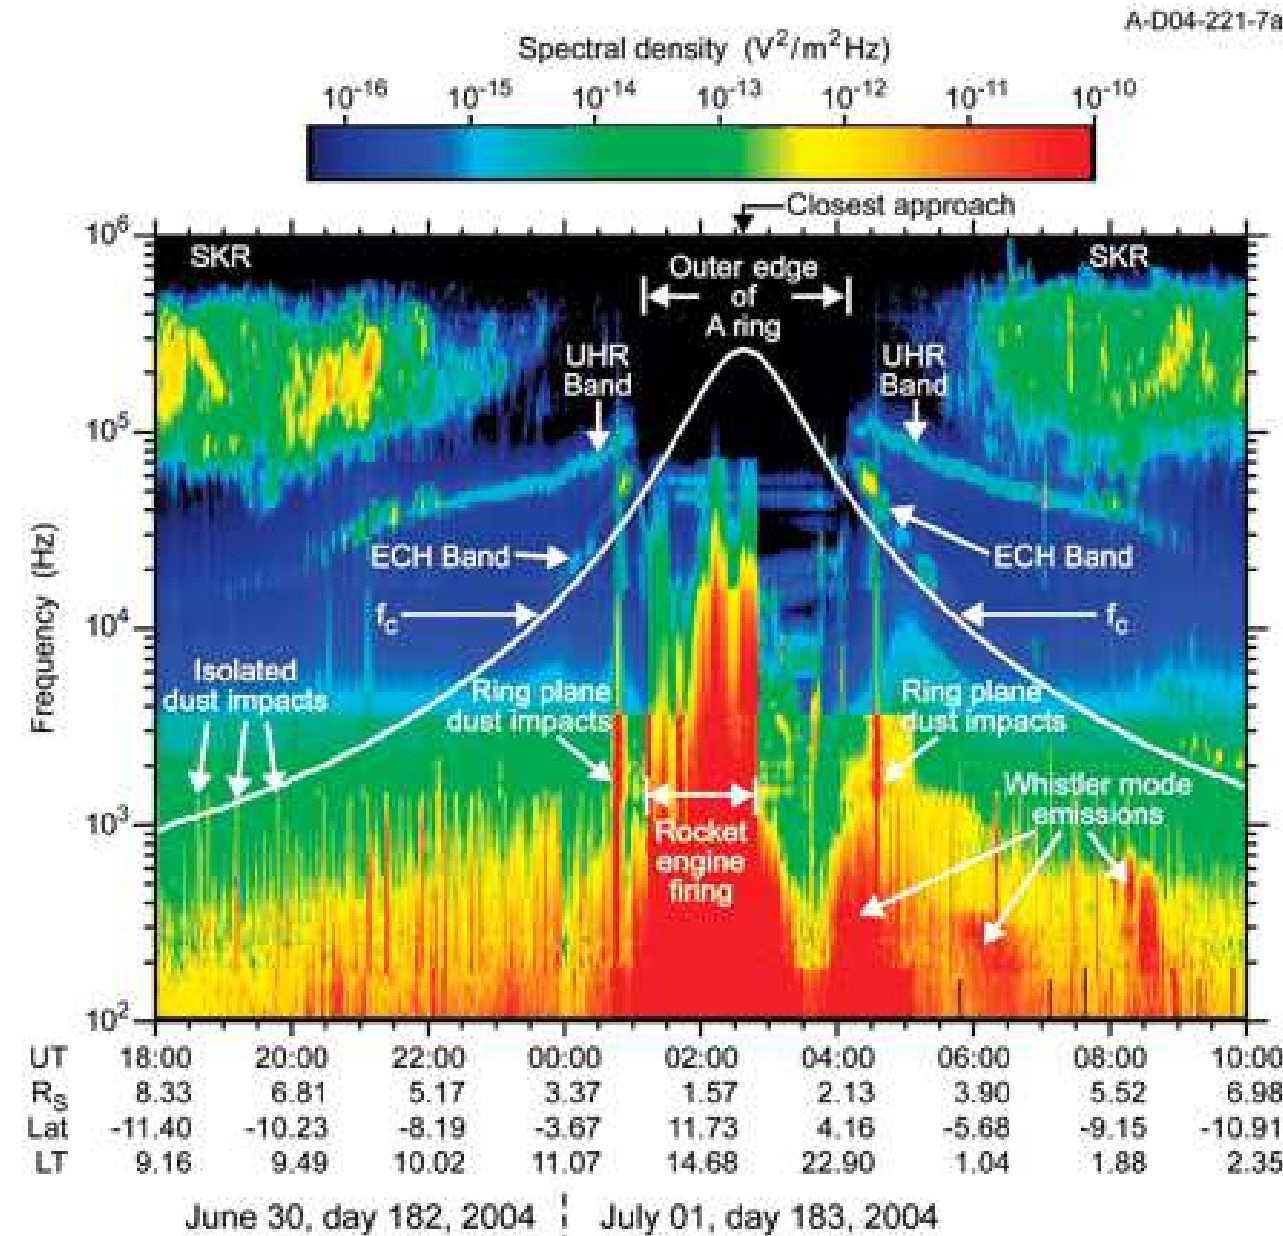 A-D04-221-7a
Spectral density (V²/m²Hz)
10⁻¹⁶ 10⁻¹⁵ 10⁻¹⁴ 10⁻¹³ 10⁻¹² 10⁻¹¹ 10⁻¹⁰
Closest approach
10⁶
SKR
SKR
Outer edge
of
A ring
UHR
Band
UHR
Band
10⁵
ECH Band
ECH Band
Frequency (Hz)
f_c
f_c
10⁴
Isolated
dust impacts
Ring plane
dust impacts
Ring plane
dust impacts
Whistler mode
emissions
10³
Rocket
engine
firing
10²
UT 18:00 20:00 22:00 00:00 02:00 04:00 06:00 08:00 10:00
R_S 8.33 6.81 5.17 3.37 1.57 2.13 3.90 5.52 6.98
Lat -11.40 -10.23 -8.19 -3.67 11.73 4.16 -5.68 -9.15 -10.91
LT 9.16 9.49 10.02 11.07 14.68 22.90 1.04 1.88 2.35
June 30, day 182, 2004 ¦ July 01, day 183, 2004